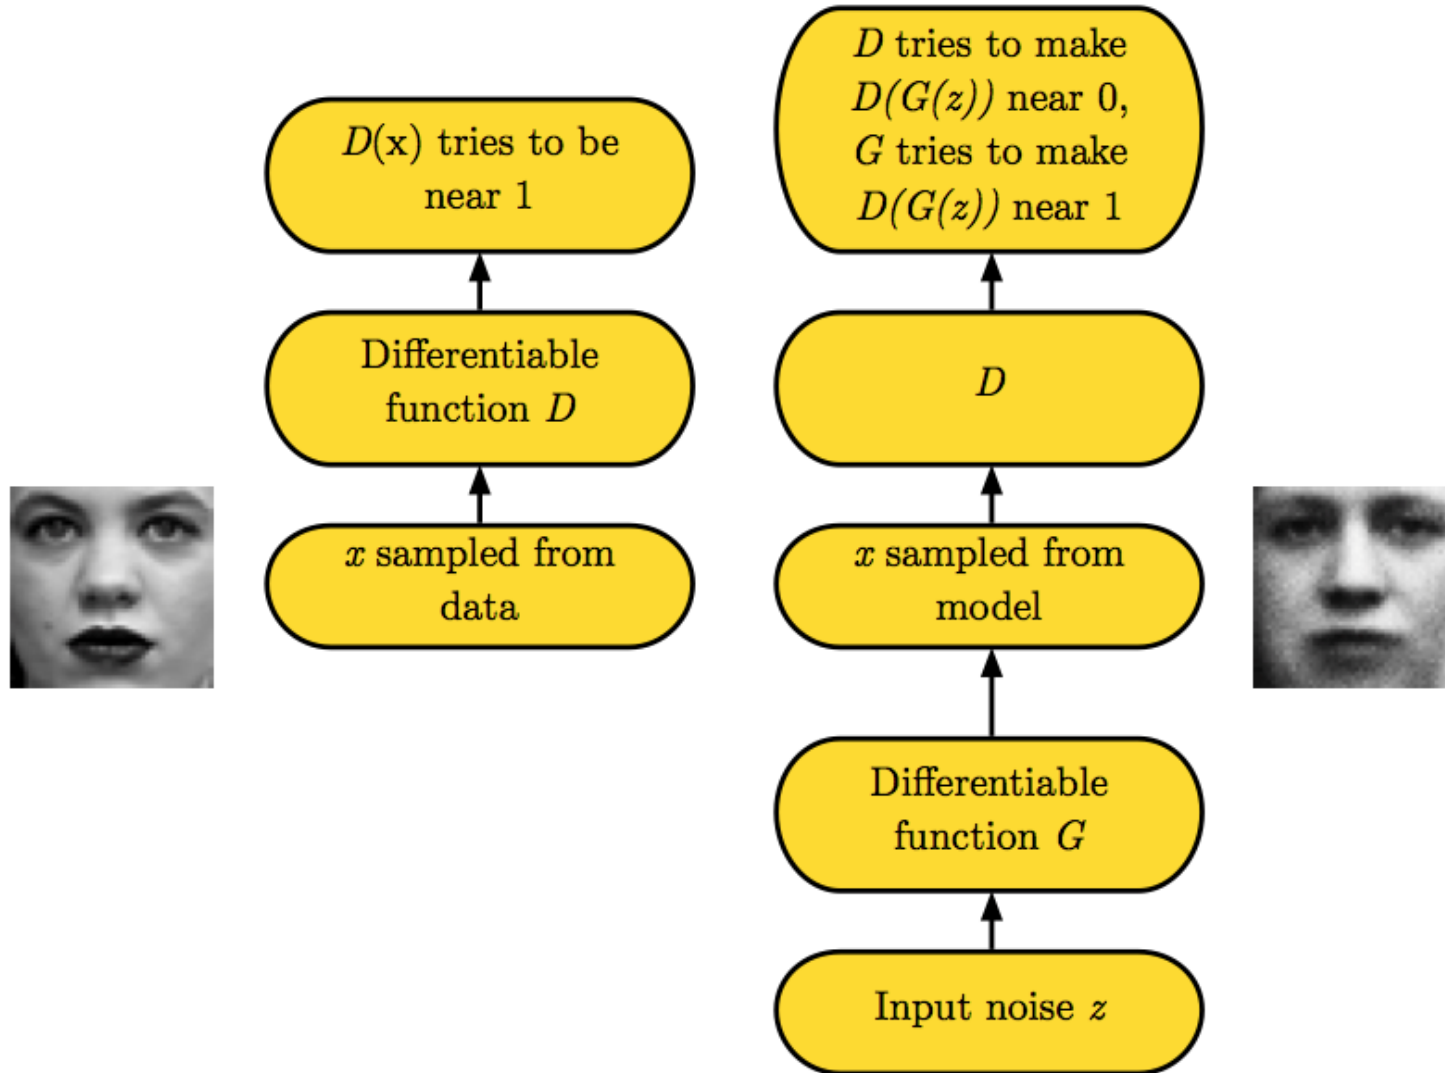 D(x) tries to be
near 1
Differentiable
function D
x sampled from
data
D tries to make
D(G(z)) near 0,
G tries to make
D(G(z)) near 1
D
x sampled from
model
Differentiable
function G
Input noise z